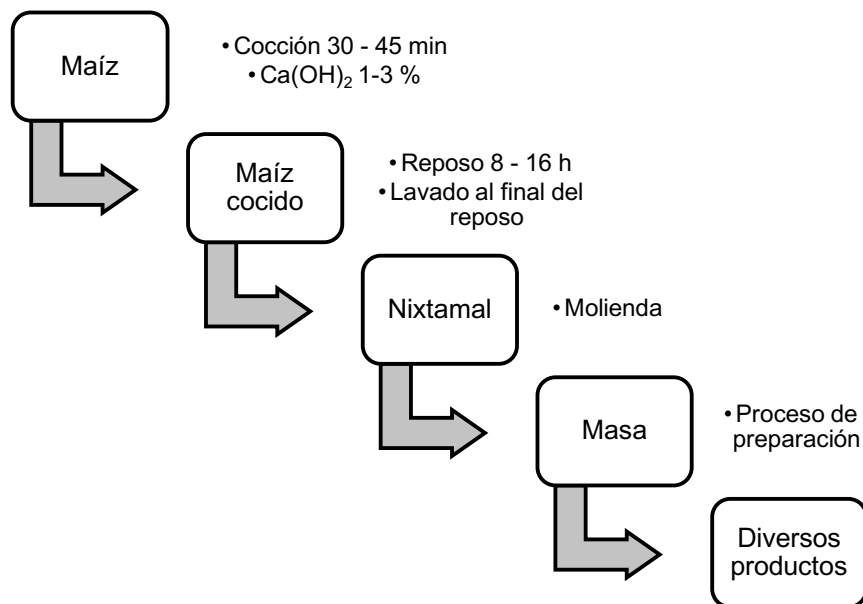 Maíz
• Cocción 30 - 45 min
• Ca(OH)₂ 1-3 %
Maíz
cocido
• Reposo 8 - 16 h
• Lavado al final del
reposo
Nixtamal
• Molienda
Masa
• Proceso de
preparación
Diversos
productos